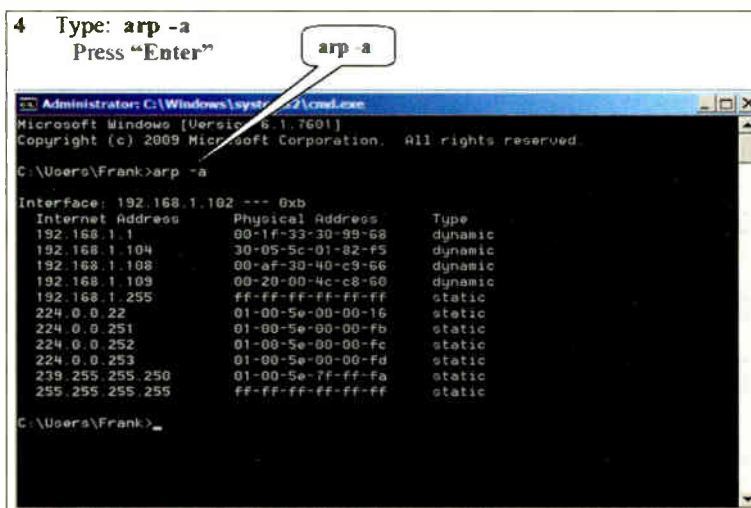 4 Type: arp -a
Press “Enter”
arp -a
Administrator: C:\Windows\system32\cmd.exe
Microsoft Windows [Version 6.1.7601]
Copyright (c) 2009 Microsoft Corporation. All rights reserved.
C:\Users\Frank>arp -a
Interface: 192.168.1.102 --- 0xb
Internet Address Physical Address Type
192.168.1.1 00-1f-33-30-99-68 dynamic
192.168.1.104 30-05-5c-01-82-f5 dynamic
192.168.1.108 00-af-30-40-c9-66 dynamic
192.168.1.109 00-20-00-4c-c8-60 dynamic
192.168.1.255 ff-ff-ff-ff-ff-ff static
224.0.0.22 01-00-5e-00-00-16 static
224.0.0.251 01-00-5e-00-00-fb static
224.0.0.252 01-00-5e-00-00-fc static
224.0.0.253 01-00-5e-00-00-fd static
239.255.255.250 01-00-5e-7f-ff-fa static
255.255.255.255 ff-ff-ff-ff-ff-ff static
C:\Users\Frank>_